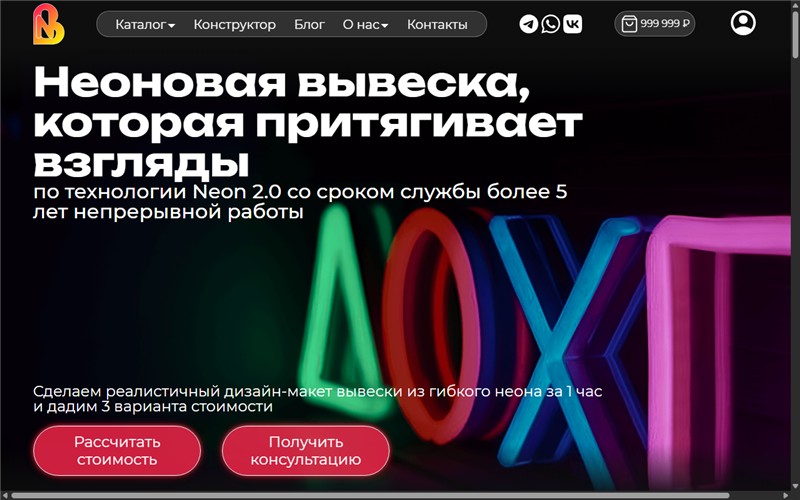 Каталог Конструктор Блог О нас Контакты 999 999 ₽
Неоновая вывеска,
которая притягивает
взгляды
по технологии Neon 2.0 со сроком службы более 5
лет непрерывной работы
Сделаем реалистичный дизайн-макет вывески из гибкого неона за 1 час
и дадим 3 варианта стоимости
Рассчитать
стоимость
Получить
консультацию